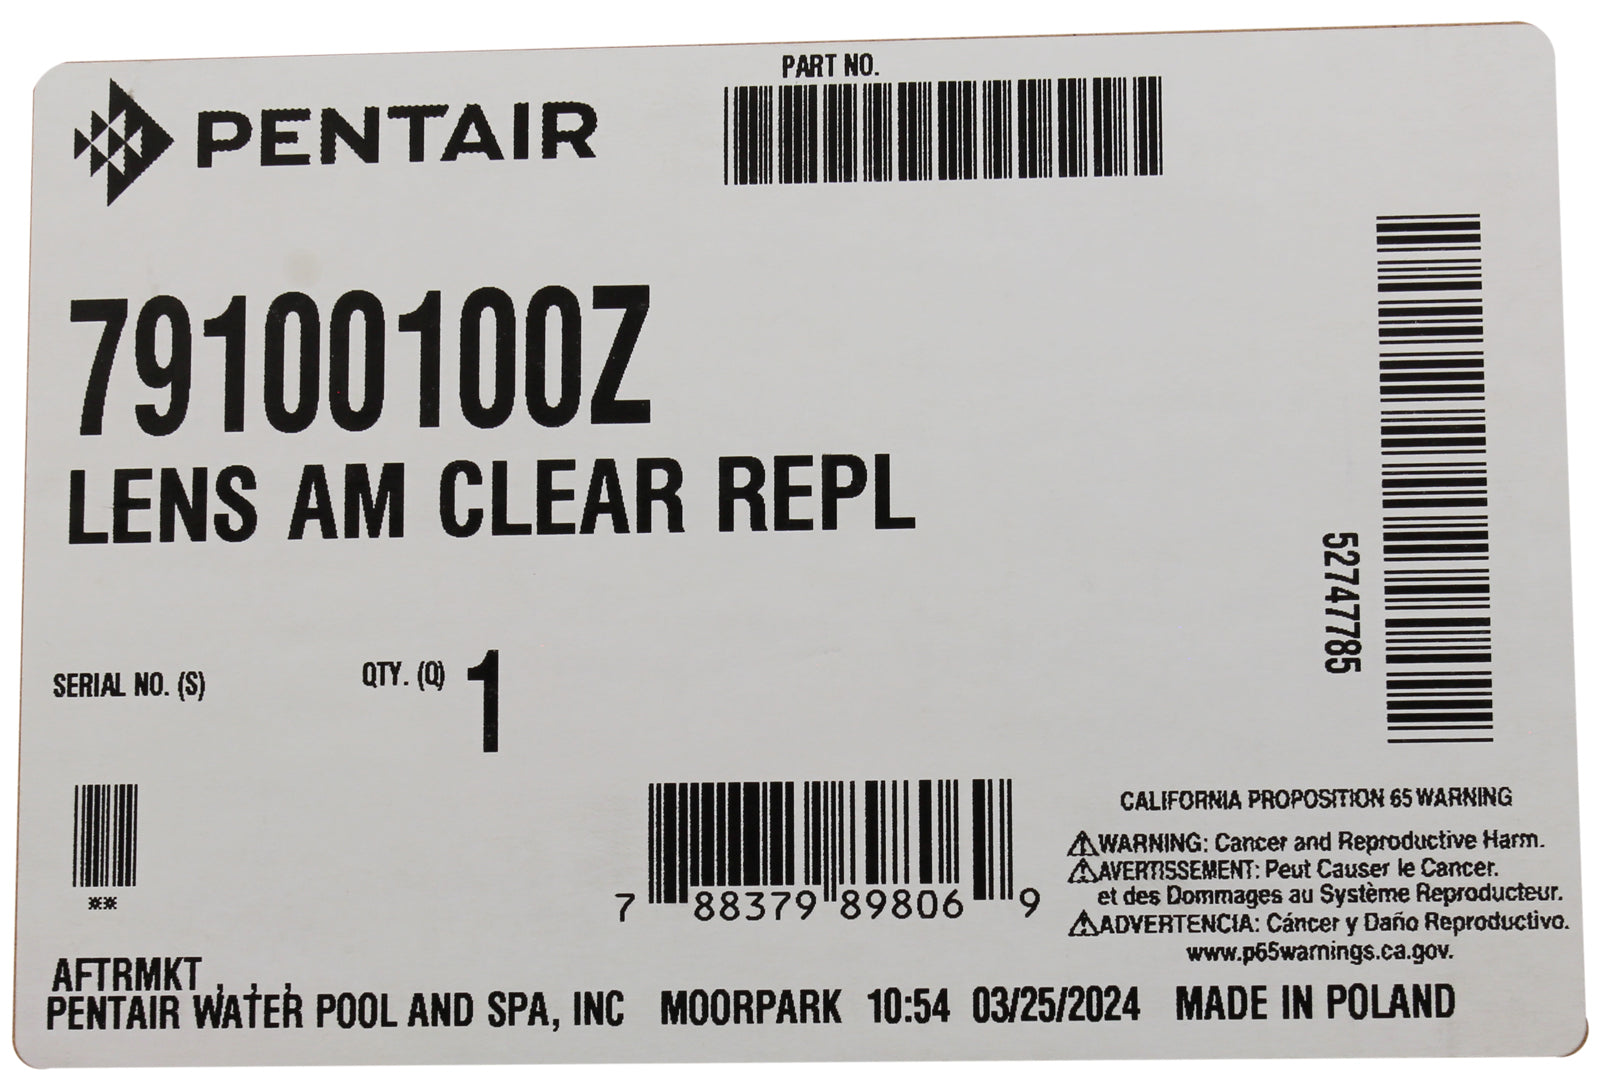 PENTAIR
PART NO.
79100100Z
LENS AM CLEAR REPL
52747785
SERIAL NO. (S)
QTY. (Q) 1
**
7 88379 89806 9
CALIFORNIA PROPOSITION 65 WARNING
⚠WARNING: Cancer and Reproductive Harm.
⚠AVERTISSEMENT: Peut Causer le Cancer.
et des Dommages au Système Reproducteur.
⚠ADVERTENCIA: Cáncer y Daño Reproductivo.
www.p65warnings.ca.gov.
AFTRMKT , , ,
PENTAIR WATER POOL AND SPA, INC MOORPARK 10:54 03/25/2024 MADE IN POLAND